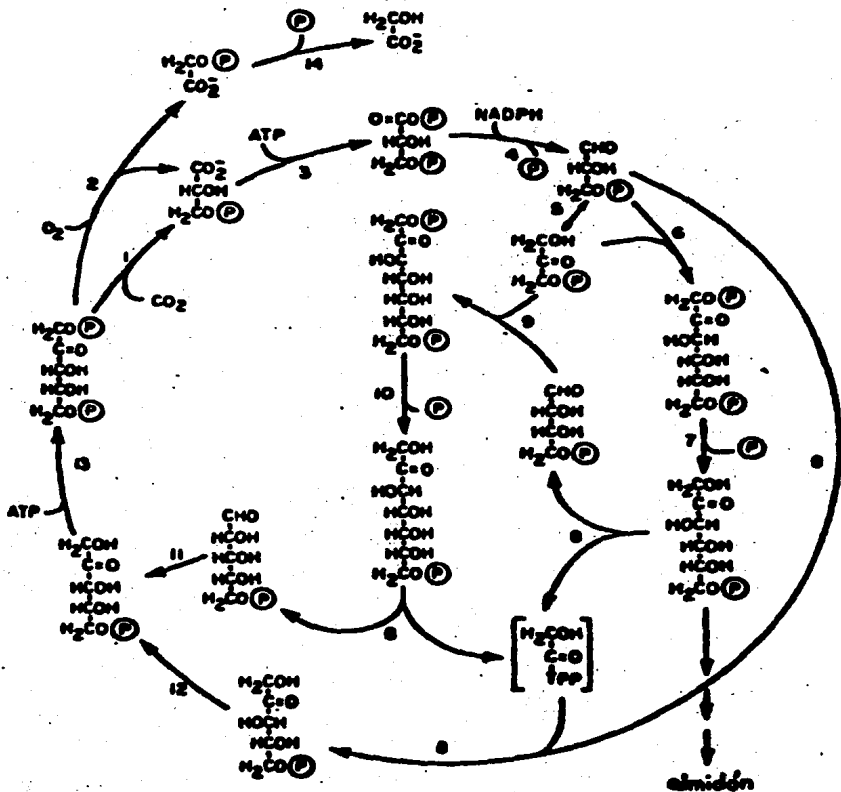 H₂COH
CO₂⁻
P
14
H₂CO P
CO₂⁻
2
O₂
1
CO₂
CO₂⁻
HCOH
H₂CO P
ATP
3
O=CO P
HCOH
H₂CO P
NADPH
4
P
CHO
HCOH
H₂CO P
5
H₂COH
C=O
H₂CO P
6
H₂CO P
C=O
HOCH
HCOH
HCOH
H₂CO P
7
P
H₂COH
C=O
HOCH
HCOH
HCOH
H₂CO P
almidón
H₂CO P
C=O
HOC
HCOH
HCOH
HCOH
H₂CO P
9
CHO
HCOH
HCOH
H₂CO P
8
10
P
H₂COH
C=O
HOCH
HCOH
HCOH
HCOH
H₂CO P
8
H₂COH
C=O
TPP
8
8
CHO
HCOH
HCOH
HCOH
H₂CO P
11
H₂COH
C=O
HOCH
HCOH
H₂CO P
12
H₂COH
C=O
HCOH
HCOH
H₂CO P
ATP
13
H₂CO P
C=O
HCOH
HCOH
H₂CO P